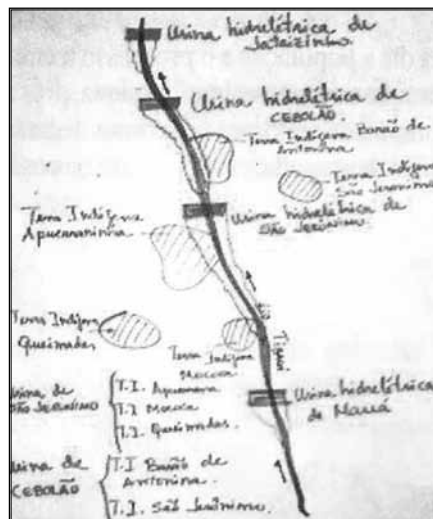 Usina hidrelétrica de
Jataizinho
Usina hidrelétrica de
CEBOLÃO
Terra Indígena Barão de
Antonina
Terra Indígena
São Jerônimo
Terra Indígena
Apucaraninha
Usina hidrelétrica de
SÃO JERÔNIMO
Rio Tibagi
Terra Indígena
Queimadas
Terra Indígena
Mococa
Usina hidrelétrica
de Mauá
Usina de
SÃO JERÔNIMO
T.I. Apucarana
T.I Mococa
T.I. Queimadas.
Usina de
CEBOLÃO
T.I Barão de
Antonina.
T.I. São Jerônimo.